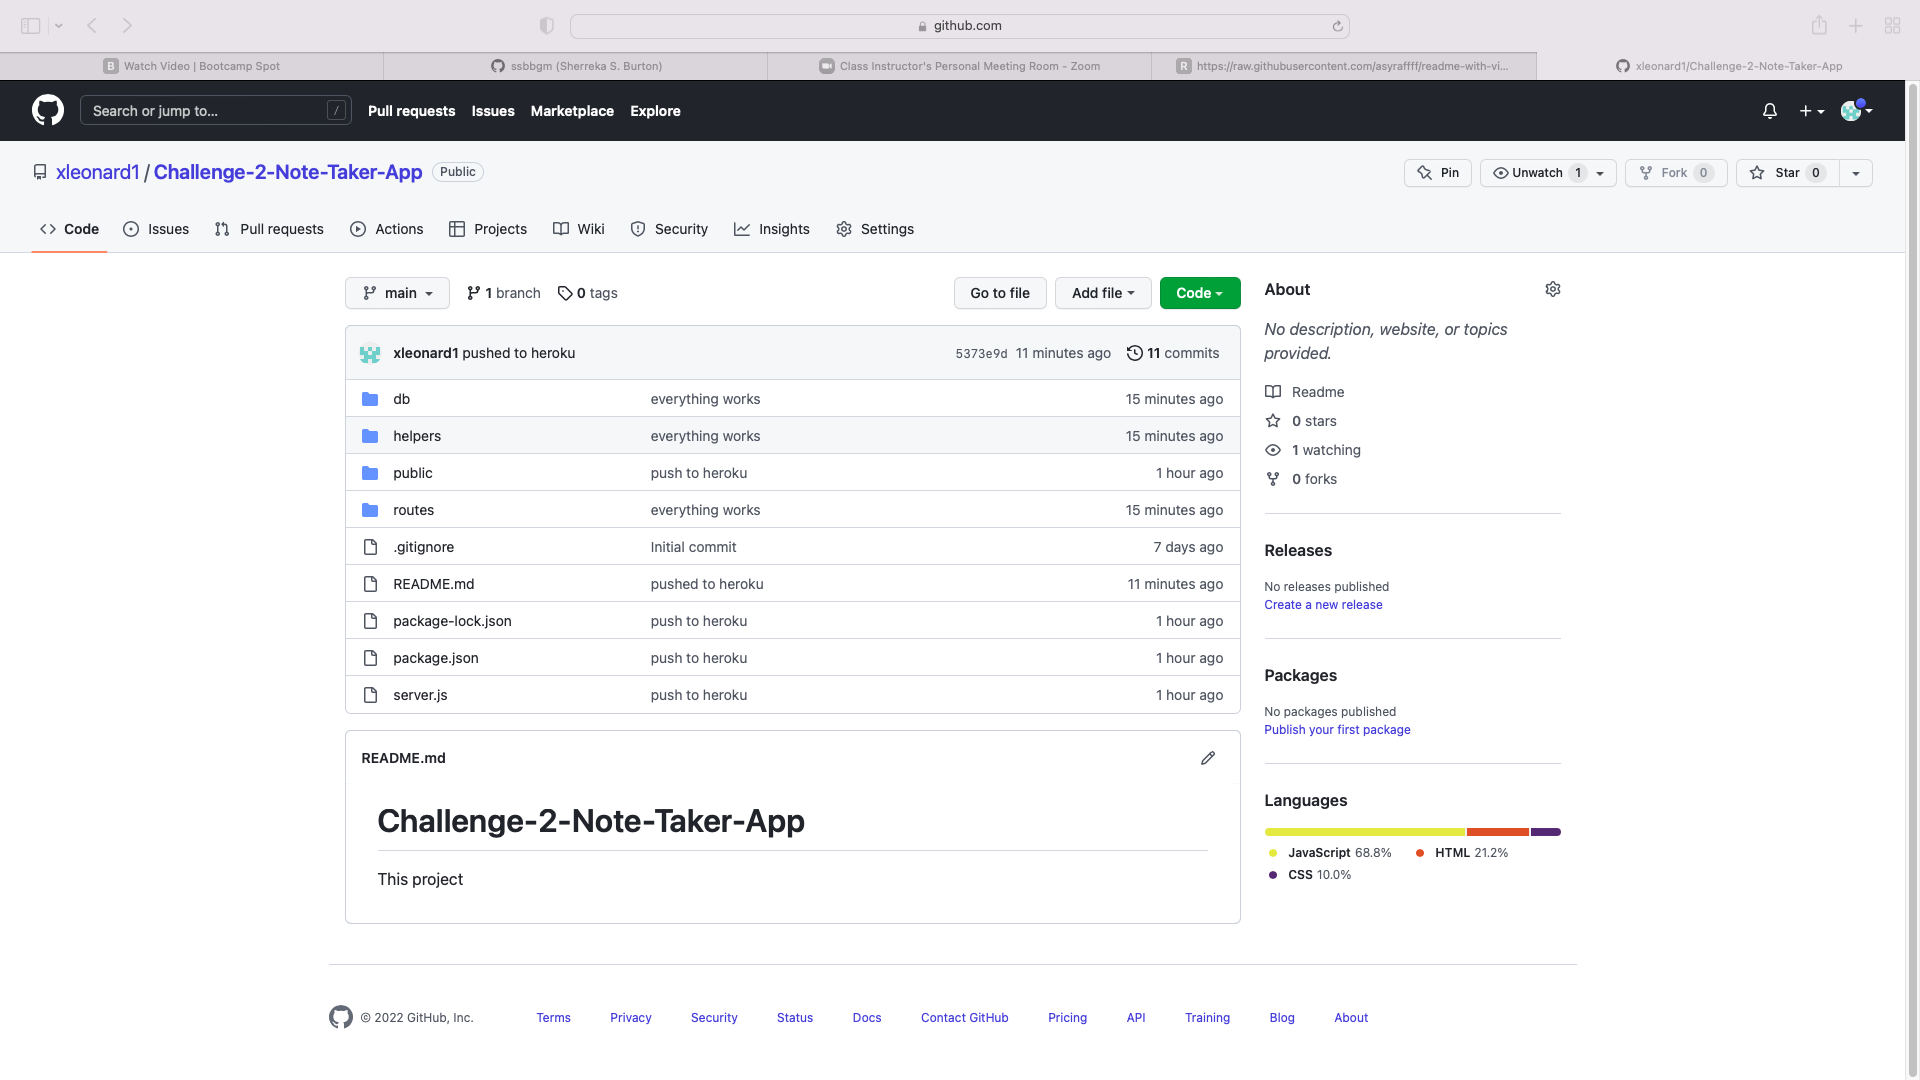 github.com
Watch Video | Bootcamp Spot
ssbbgm (Sherreka S. Burton)
Class Instructor's Personal Meeting Room - Zoom
https://raw.githubusercontent.com/asyraffff/readme-with-vi...
xleonard1/Challenge-2-Note-Taker-App
Search or jump to... /
Pull requests Issues Marketplace Explore
xleonard1 / Challenge-2-Note-Taker-App Public
Pin Unwatch 1 Fork 0 Star 0
Code Issues Pull requests Actions Projects Wiki Security Insights Settings
main 1 branch 0 tags Go to file Add file Code
xleonard1 pushed to heroku 5373e9d 11 minutes ago 11 commits
db everything works 15 minutes ago
helpers everything works 15 minutes ago
public push to heroku 1 hour ago
routes everything works 15 minutes ago
.gitignore Initial commit 7 days ago
README.md pushed to heroku 11 minutes ago
package-lock.json push to heroku 1 hour ago
package.json push to heroku 1 hour ago
server.js push to heroku 1 hour ago
README.md
Challenge-2-Note-Taker-App
This project
About
No description, website, or topics
provided.
Readme
0 stars
1 watching
0 forks
Releases
No releases published
Create a new release
Packages
No packages published
Publish your first package
Languages
JavaScript 68.8% HTML 21.2%
CSS 10.0%
© 2022 GitHub, Inc. Terms Privacy Security Status Docs Contact GitHub Pricing API Training Blog About